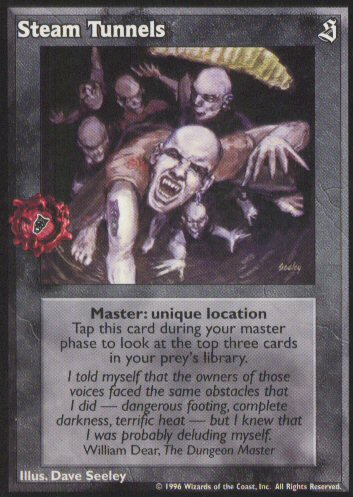 Steam Tunnels
Seeley
Master: unique location
Tap this card during your master
phase to look at the top three cards
in your prey's library.
I told myself that the owners of those
voices faced the same obstacles that
I did — dangerous footing, complete
darkness, terrific heat — but I knew that
I was probably deluding myself.
William Dear, The Dungeon Master
Illus. Dave Seeley
© 1996 Wizards of the Coast, Inc. All Rights Reserved.